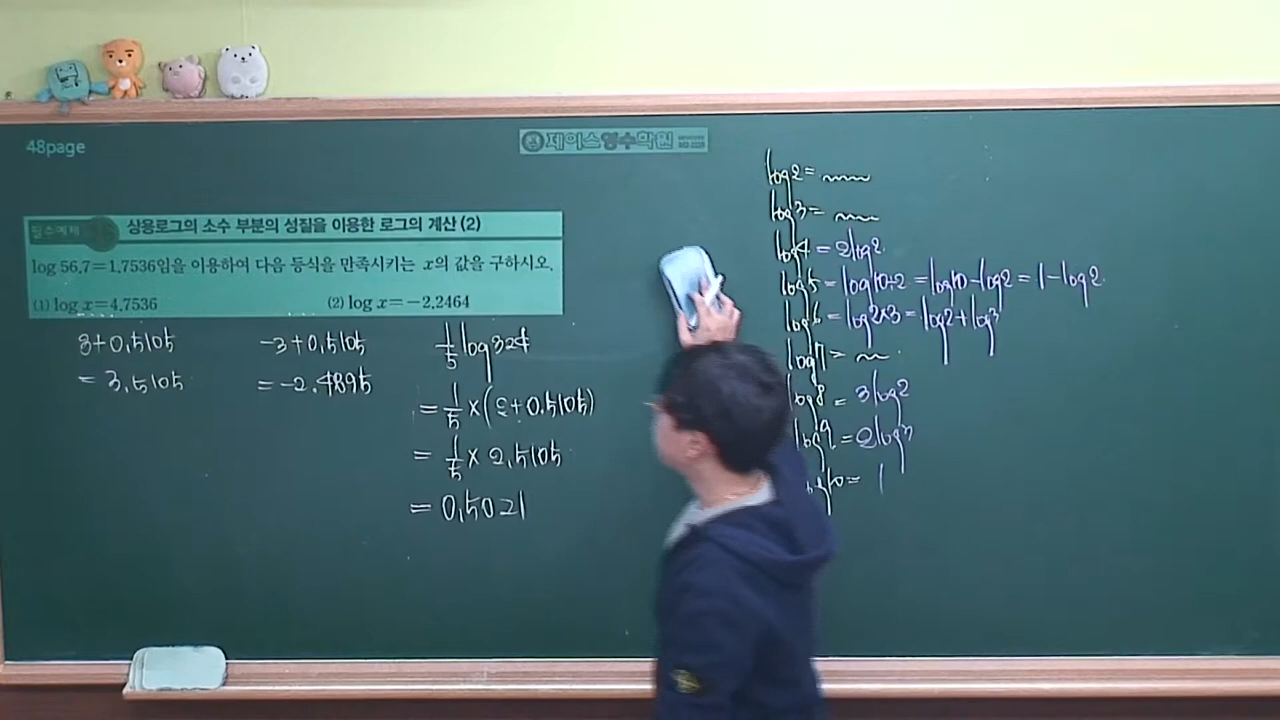 48page
제이스영수학원
필수예제
상용로그의 소수 부분의 성질을 이용한 로그의 계산 (2)
log 56.7=1.7536임을 이용하여 다음 등식을 만족시키는 x의 값을 구하시오.
(1) log x=4.7536 (2) log x=-2.2464
3+0.5105
= 3.5105
-3+0.5105
= -2.4895
1/5 log324
= 1/5 × (2+0.5105)
= 1/5 × 2.5105
= 0.5021
log2=
log3=
log4 = 2log2
log5 = log10÷2 = log10-log2 = 1-log2
log6 = log2×3 = log2+log3
log7=
log8 = 3log2
log9 = 2log3
log10= 1